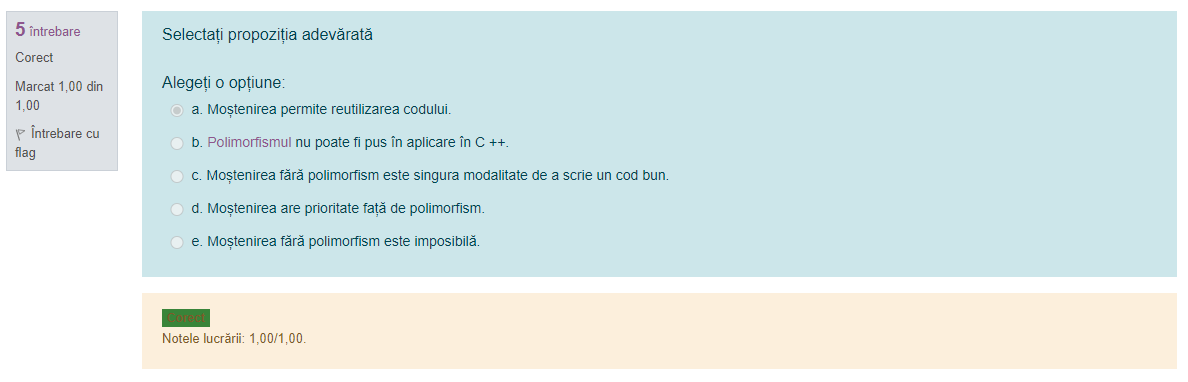 5 întrebare
Corect
Marcat 1,00 din
1,00
Întrebare cu
flag
Selectați propoziția adevărată
Alegeți o opțiune:
a. Moștenirea permite reutilizarea codului.
b. Polimorfismul nu poate fi pus în aplicare în C ++.
c. Moștenirea fără polimorfism este singura modalitate de a scrie un cod bun.
d. Moștenirea are prioritate față de polimorfism.
e. Moștenirea fără polimorfism este imposibilă.
Corect
Notele lucrării: 1,00/1,00.